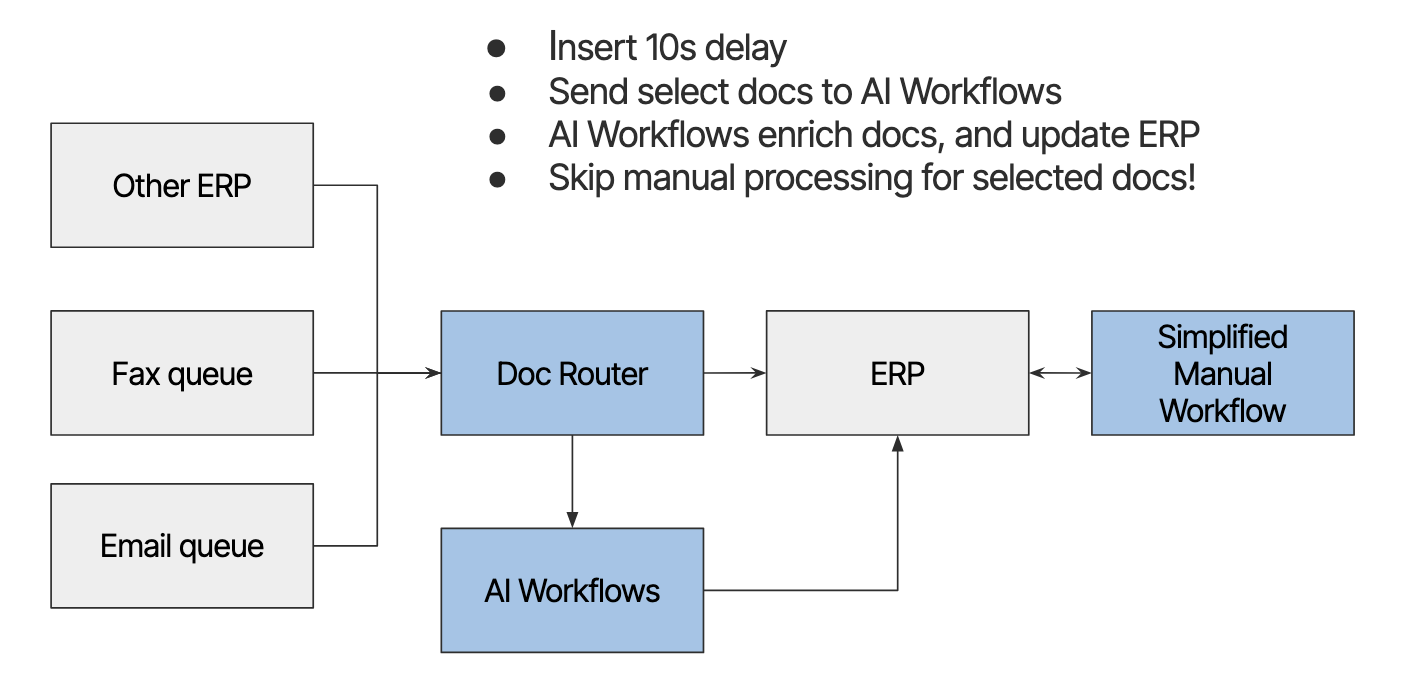 ● Insert 10s delay
● Send select docs to AI Workflows
● AI Workflows enrich docs, and update ERP
● Skip manual processing for selected docs!
Other ERP
Fax queue
Email queue
Doc Router
AI Workflows
ERP
Simplified
Manual
Workflow